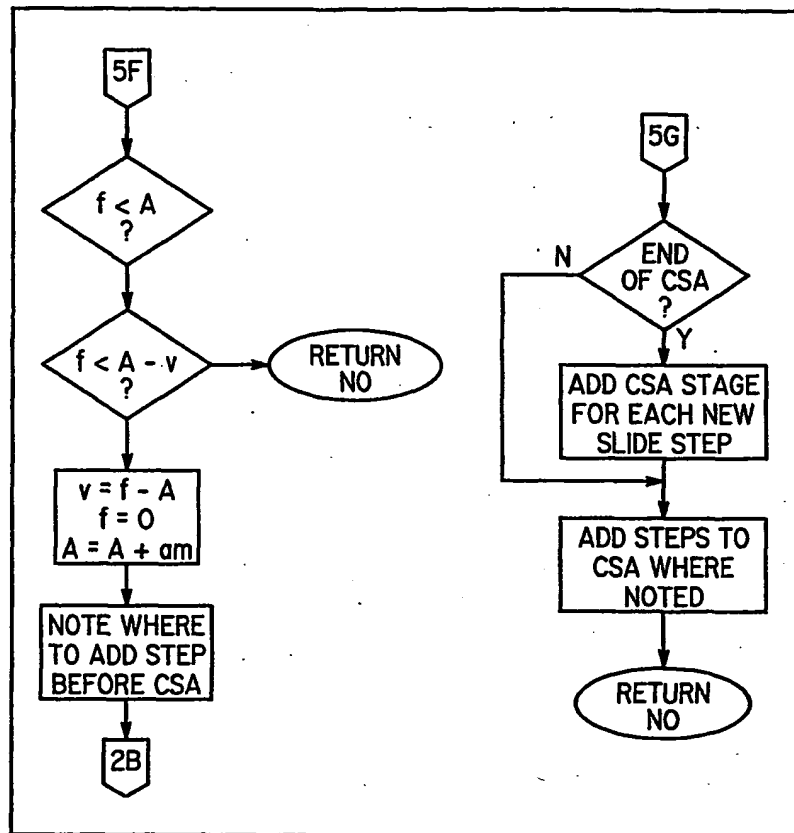 5F
f < A
?
f < A - v
?
RETURN
NO
v = f - A
f = 0
A = A + am
NOTE WHERE
TO ADD STEP
BEFORE CSA
2B
5G
END
OF CSA
?
N
Y
ADD CSA STAGE
FOR EACH NEW
SLIDE STEP
ADD STEPS TO
CSA WHERE
NOTED
RETURN
NO